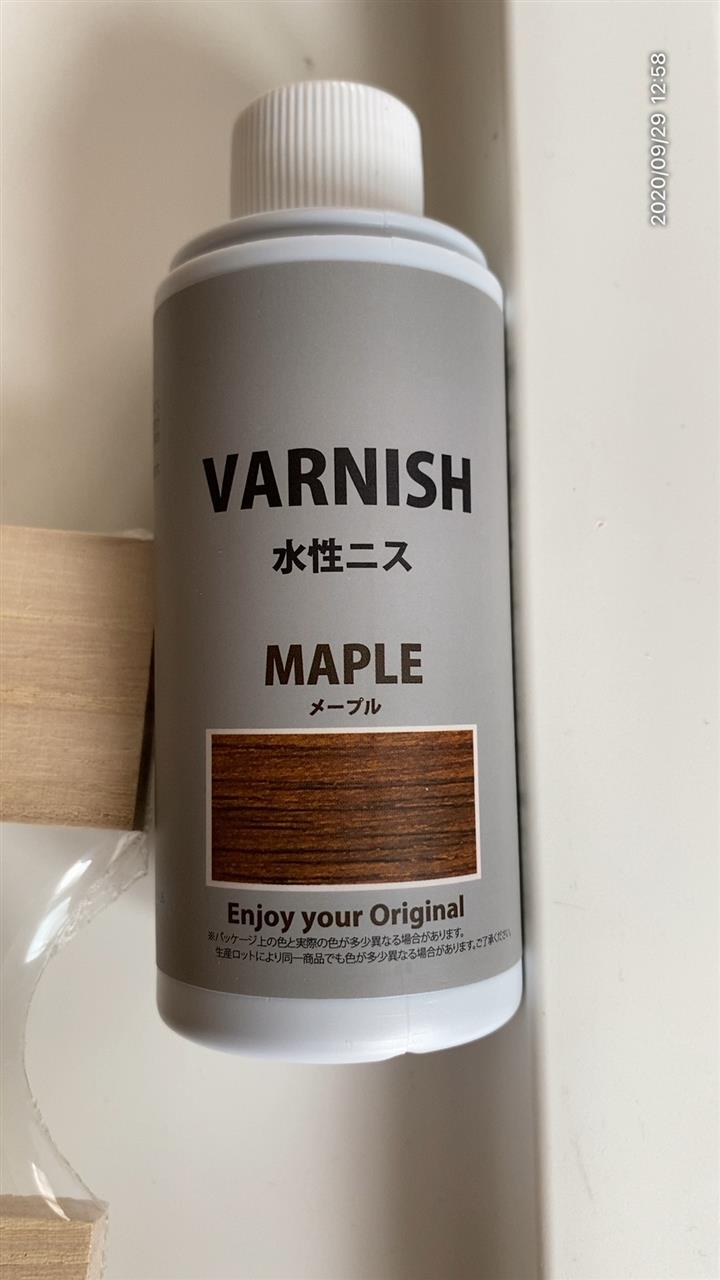 VARNISH
水性ニス
MAPLE
メープル
Enjoy your Original
※パッケージ上の色と実際の色が多少異なる場合があります。
生産ロットにより同一商品でも色が多少異なる場合があります。ご了承ください。
2020/09/29 12:58